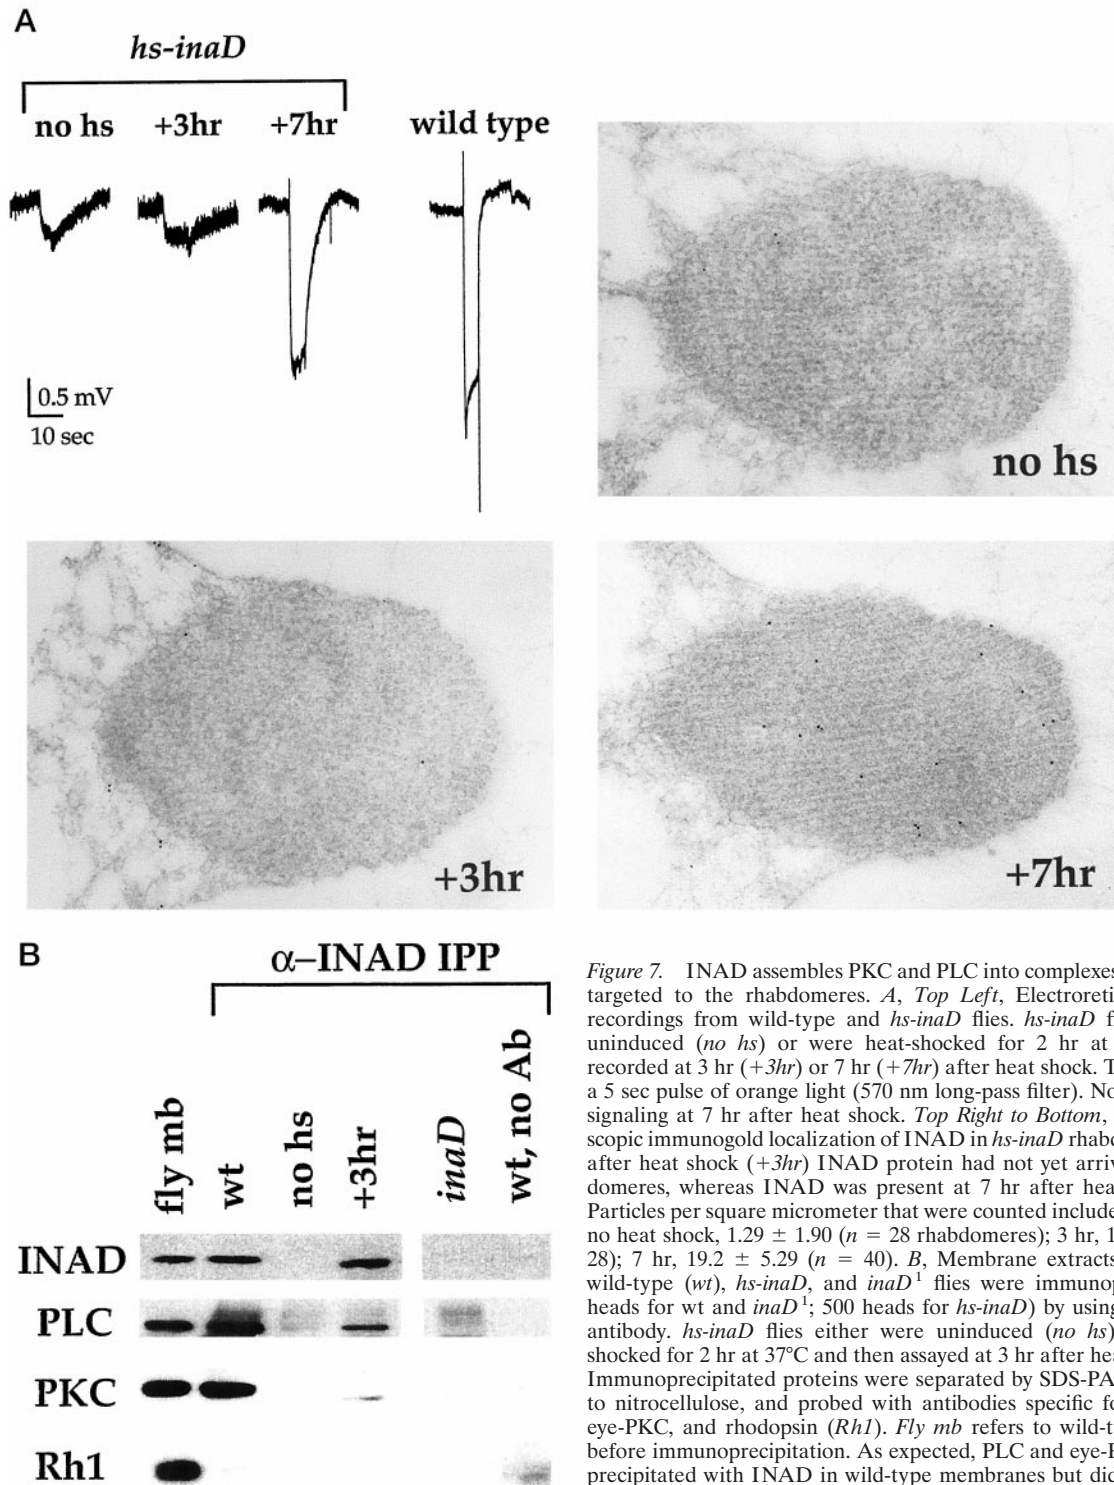 A
hs-inaD
no hs +3hr +7hr wild type
0.5 mV
10 sec
no hs
+3hr
+7hr
B
α–INAD IPP
fly mb
wt
no hs
+3hr
inaD
wt, no Ab
INAD
PLC
PKC
Rh1
Figure 7. INAD assembles PKC and PLC into complexes
targeted to the rhabdomeres. A, Top Left, Electroreti
recordings from wild-type and hs-inaD flies. hs-inaD fl
uninduced (no hs) or were heat-shocked for 2 hr at
recorded at 3 hr (+3hr) or 7 hr (+7hr) after heat shock. T
a 5 sec pulse of orange light (570 nm long-pass filter). No
signaling at 7 hr after heat shock. Top Right to Bottom,
scopic immunogold localization of INAD in hs-inaD rhabd
after heat shock (+3hr) INAD protein had not yet arriv
domeres, whereas INAD was present at 7 hr after hea
Particles per square micrometer that were counted include
no heat shock, 1.29 ± 1.90 (n = 28 rhabdomeres); 3 hr, 1
28); 7 hr, 19.2 ± 5.29 (n = 40). B, Membrane extracts
wild-type (wt), hs-inaD, and inaD¹ flies were immunop
heads for wt and inaD¹; 500 heads for hs-inaD) by using
antibody. hs-inaD flies either were uninduced (no hs)
shocked for 2 hr at 37°C and then assayed at 3 hr after hea
Immunoprecipitated proteins were separated by SDS-PA
to nitrocellulose, and probed with antibodies specific fo
eye-PKC, and rhodopsin (Rh1). Fly mb refers to wild-t
before immunoprecipitation. As expected, PLC and eye-P
precipitated with INAD in wild-type membranes but did